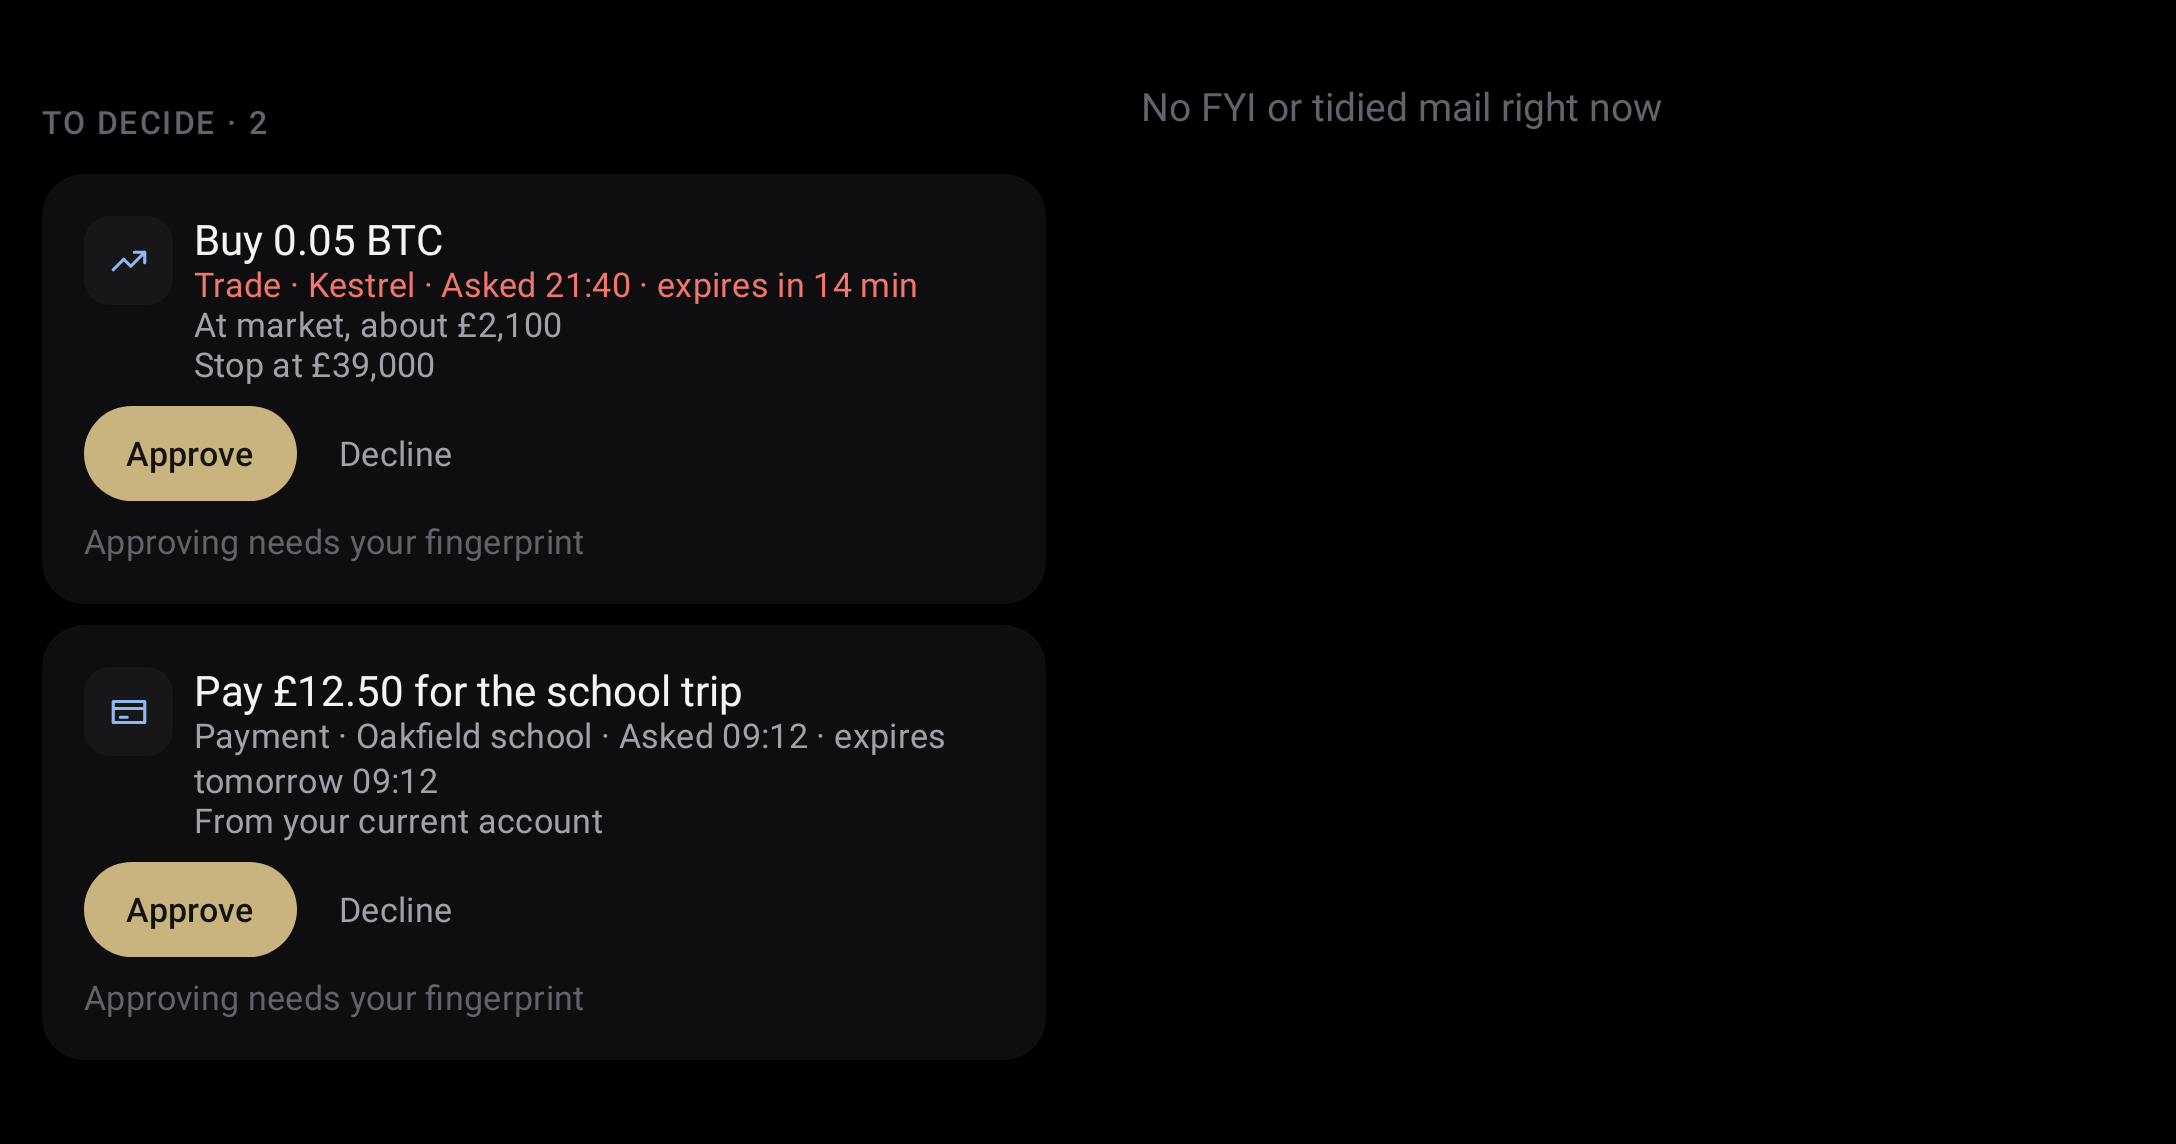 TO DECIDE · 2
Buy 0.05 BTC
Trade · Kestrel · Asked 21:40 · expires in 14 min
At market, about £2,100
Stop at £39,000
Approve
Decline
Approving needs your fingerprint
Pay £12.50 for the school trip
Payment · Oakfield school · Asked 09:12 · expires
tomorrow 09:12
From your current account
Approve
Decline
Approving needs your fingerprint
No FYI or tidied mail right now